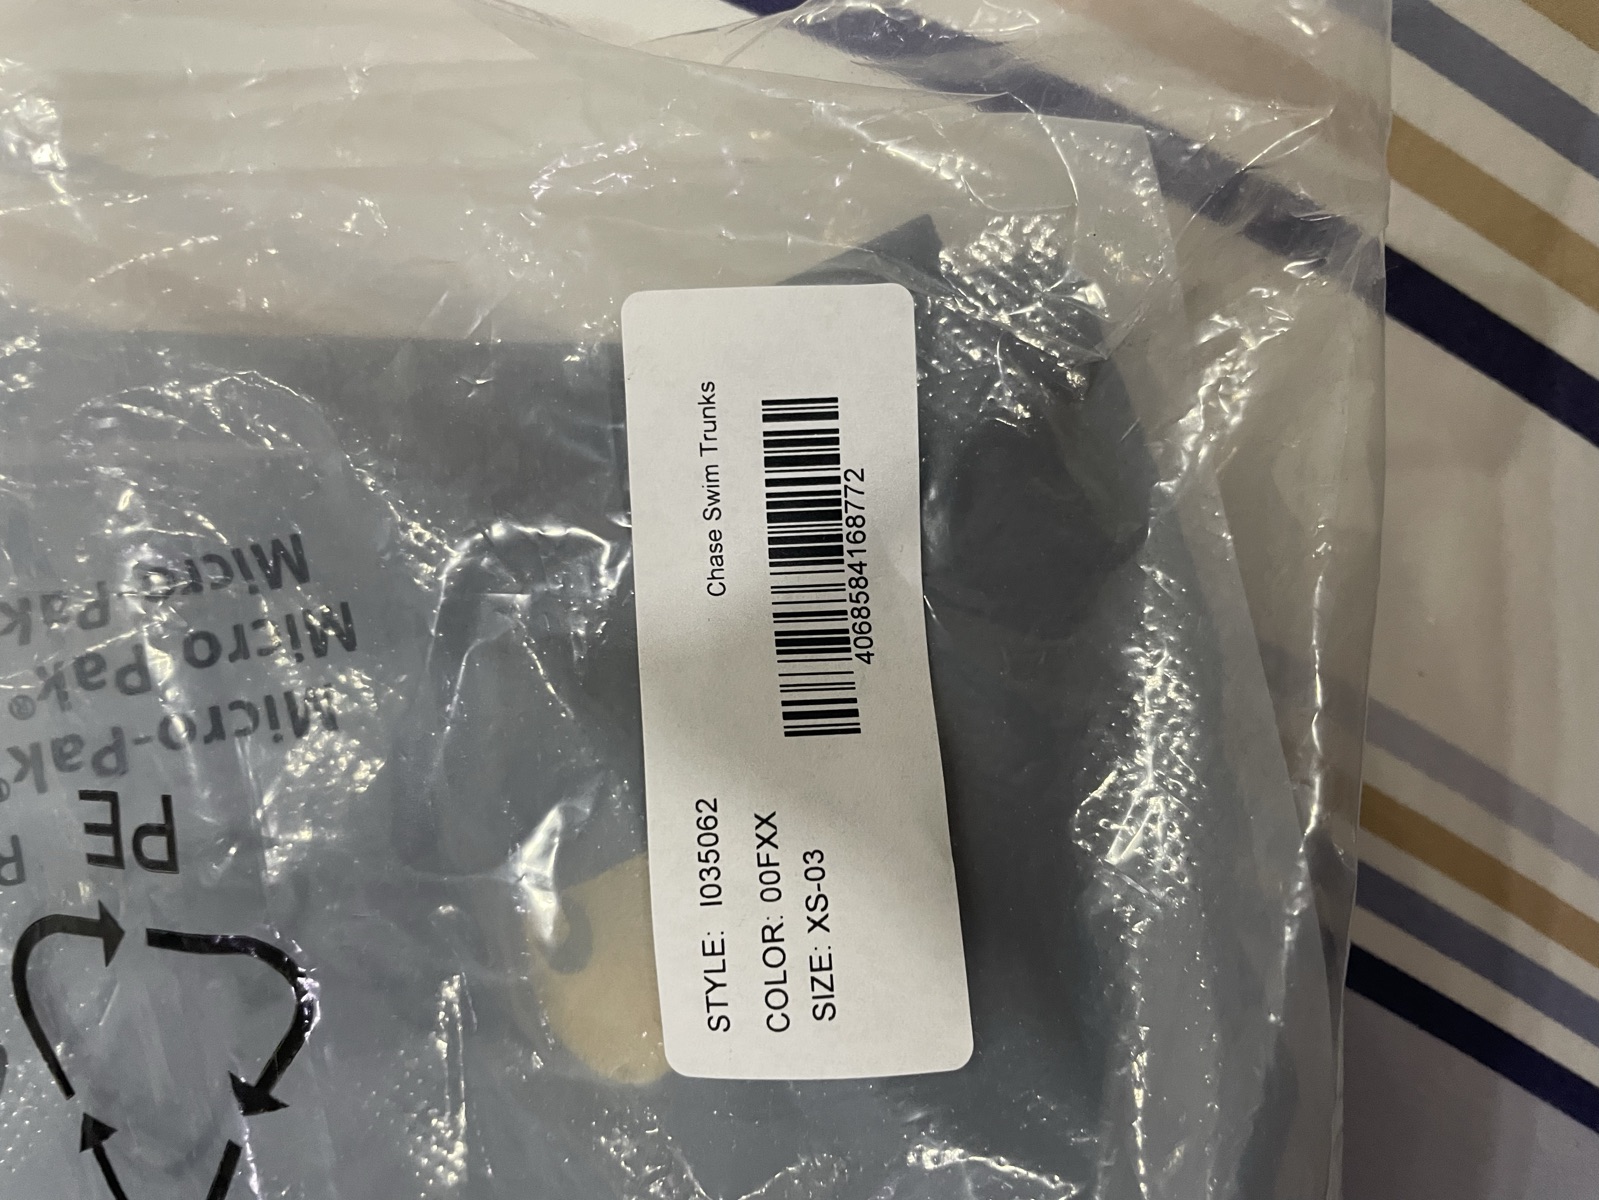 Chase Swim Trunks
4068584168772
STYLE: I035062
COLOR: 00FXX
SIZE: XS-03
Micro-Pak
Micro Pak®
Micro-Pak®
PE